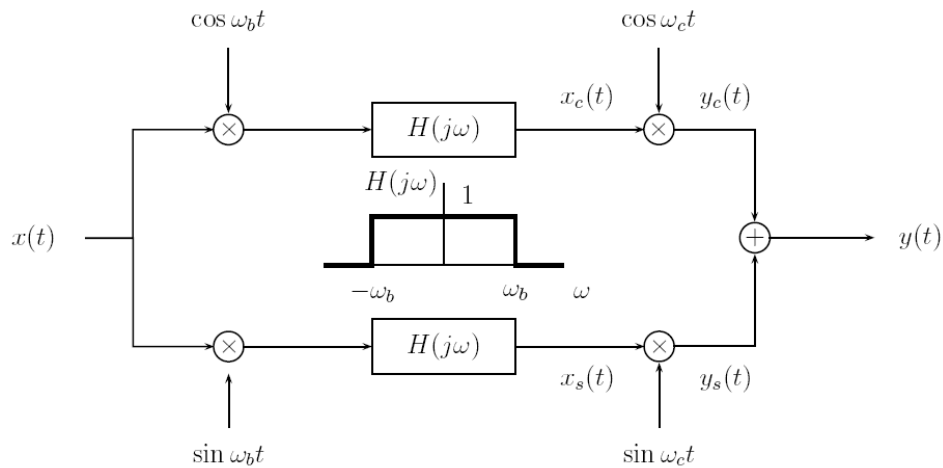 cos ω_b t
cos ω_c t
x_c(t)
y_c(t)
×
H(jω)
×
H(jω)
1
x(t)
+
y(t)
−ω_b
ω_b
ω
×
H(jω)
×
x_s(t)
y_s(t)
sin ω_b t
sin ω_c t